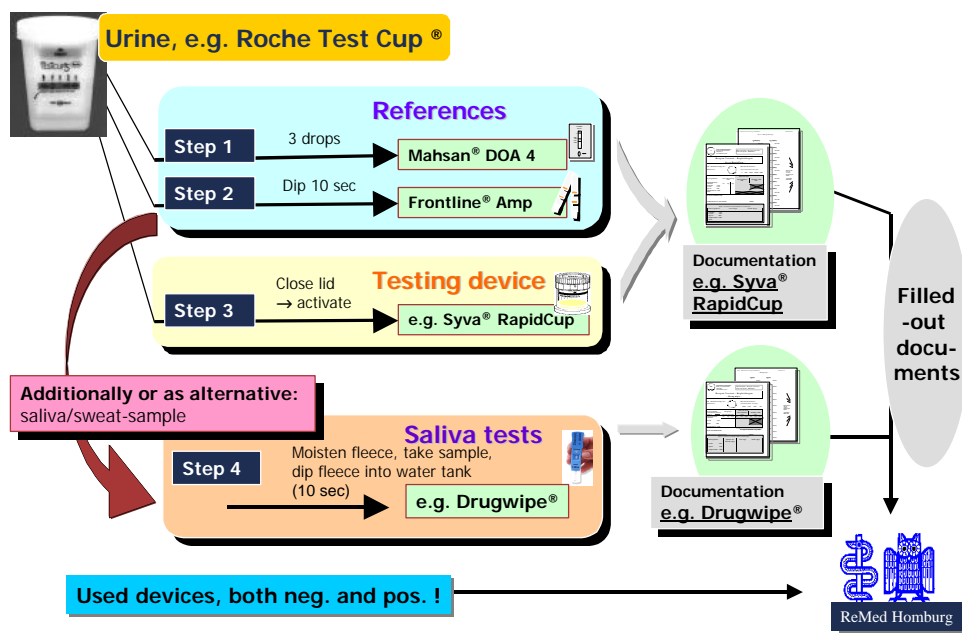 Urine, e.g. Roche Test Cup ®
References
Step 1
3 drops
Mahsan® DOA 4
Step 2
Dip 10 sec
Frontline® Amp
Testing device
Close lid
→ activate
Step 3
e.g. Syva® RapidCup
Additionally or as alternative:
saliva/sweat-sample
Saliva tests
Step 4
Moisten fleece, take sample,
dip fleece into water tank
(10 sec)
e.g. Drugwipe®
Documentation
e.g. Syva®
RapidCup
Documentation
e.g. Drugwipe®
Filled
-out
docu-
ments
Used devices, both neg. and pos. !
ReMed Homburg